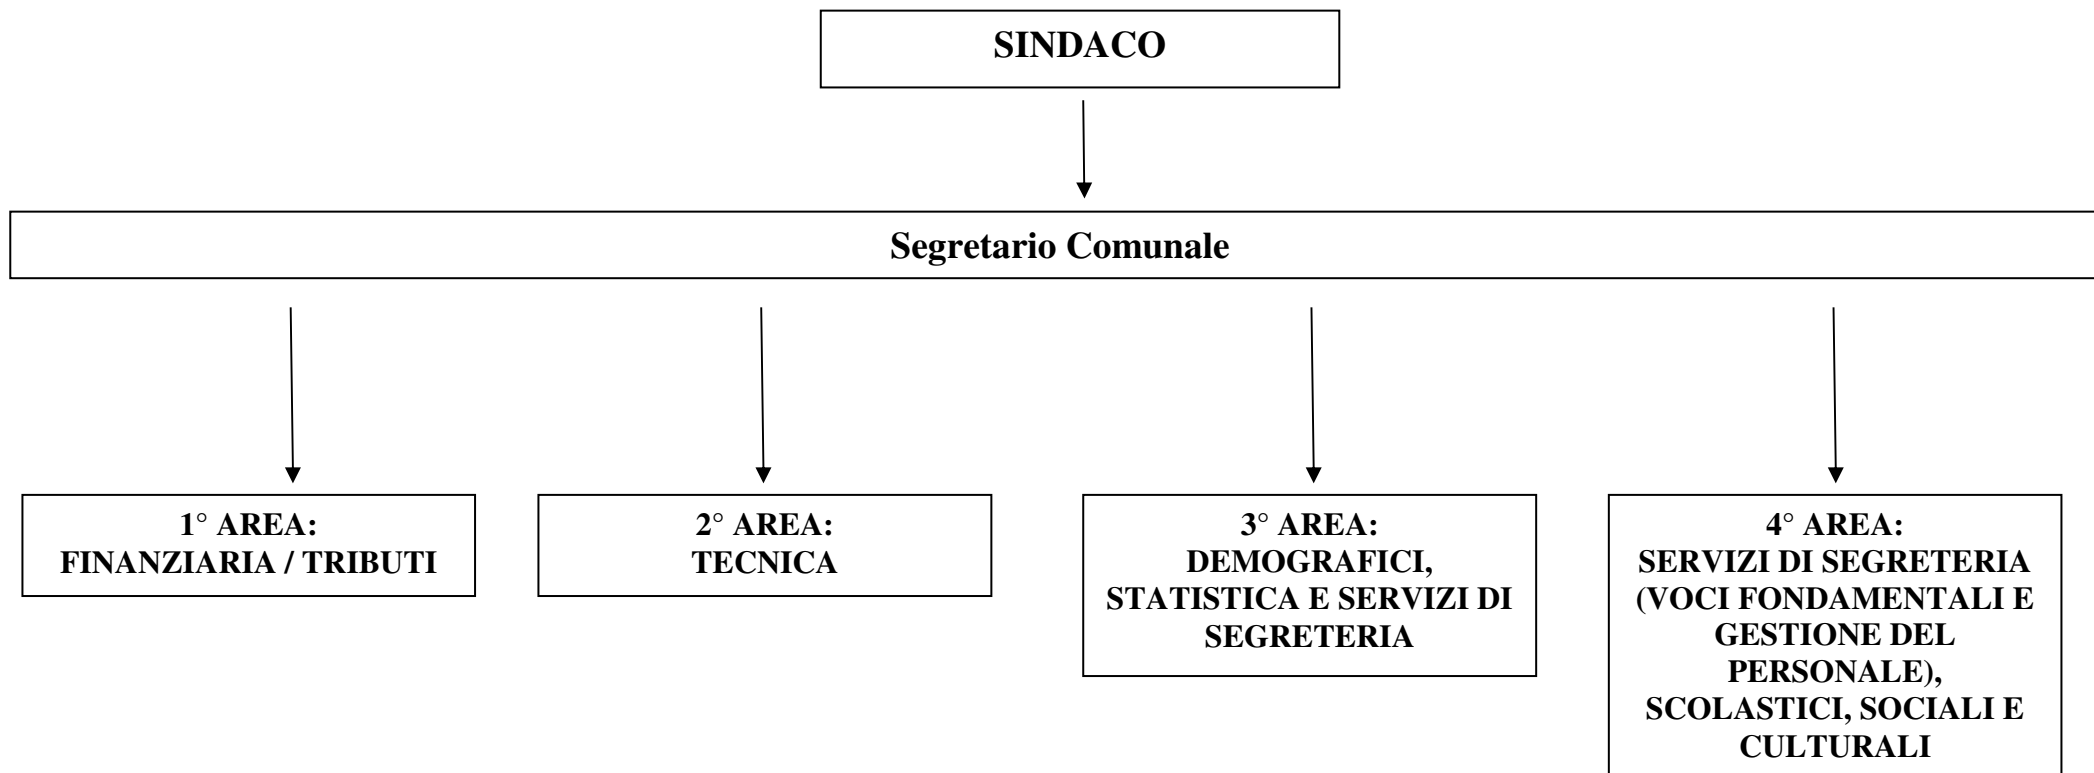 SINDACO
Segretario Comunale
1° AREA:
FINANZIARIA / TRIBUTI
2° AREA:
TECNICA
3° AREA:
DEMOGRAFICI,
STATISTICA E SERVIZI DI
SEGRETERIA
4° AREA:
SERVIZI DI SEGRETERIA
(VOCI FONDAMENTALI E
GESTIONE DEL
PERSONALE),
SCOLASTICI, SOCIALI E
CULTURALI